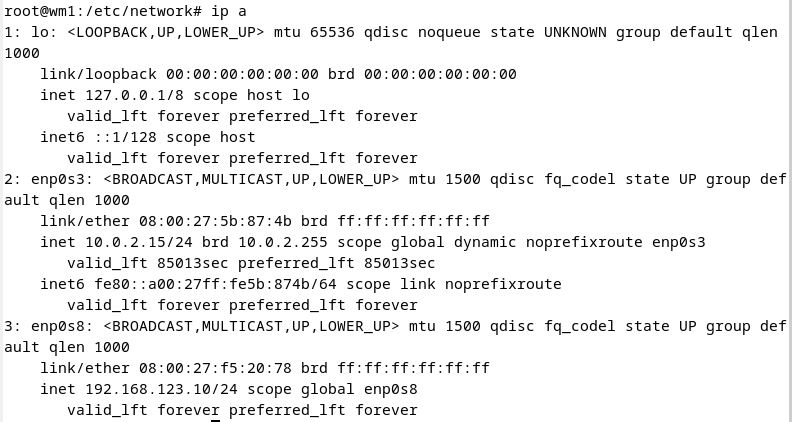 root@wm1:/etc/network# ip a
1: lo: <LOOPBACK,UP,LOWER_UP> mtu 65536 qdisc noqueue state UNKNOWN group default qlen
1000
    link/loopback 00:00:00:00:00:00 brd 00:00:00:00:00:00
    inet 127.0.0.1/8 scope host lo
       valid_lft forever preferred_lft forever
    inet6 ::1/128 scope host
       valid_lft forever preferred_lft forever
2: enp0s3: <BROADCAST,MULTICAST,UP,LOWER_UP> mtu 1500 qdisc fq_codel state UP group def
ault qlen 1000
    link/ether 08:00:27:5b:87:4b brd ff:ff:ff:ff:ff:ff
    inet 10.0.2.15/24 brd 10.0.2.255 scope global dynamic noprefixroute enp0s3
       valid_lft 85013sec preferred_lft 85013sec
    inet6 fe80::a00:27ff:fe5b:874b/64 scope link noprefixroute
       valid_lft forever preferred_lft forever
3: enp0s8: <BROADCAST,MULTICAST,UP,LOWER_UP> mtu 1500 qdisc fq_codel state UP group def
ault qlen 1000
    link/ether 08:00:27:f5:20:78 brd ff:ff:ff:ff:ff:ff
    inet 192.168.123.10/24 scope global enp0s8
       valid_lft forever preferred_lft forever